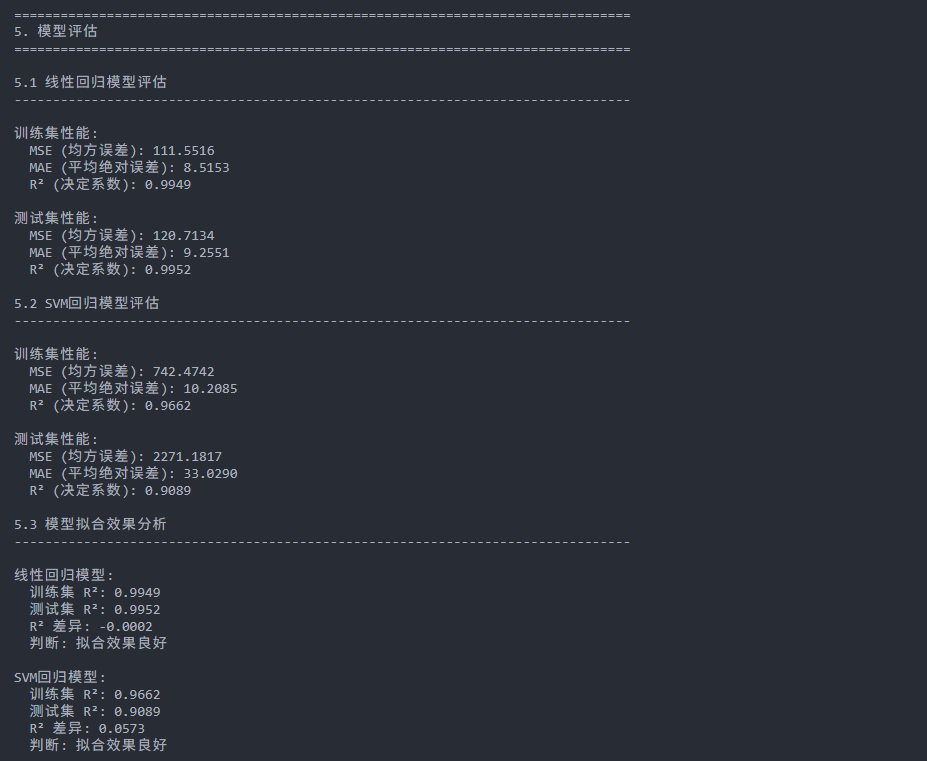 ================================================================================
5. 模型评估
================================================================================
5.1 线性回归模型评估
--------------------------------------------------------------------------------
训练集性能:
MSE (均方误差): 111.5516
MAE (平均绝对误差): 8.5153
R² (决定系数): 0.9949
测试集性能:
MSE (均方误差): 120.7134
MAE (平均绝对误差): 9.2551
R² (决定系数): 0.9952
5.2 SVM回归模型评估
--------------------------------------------------------------------------------
训练集性能:
MSE (均方误差): 742.4742
MAE (平均绝对误差): 10.2085
R² (决定系数): 0.9662
测试集性能:
MSE (均方误差): 2271.1817
MAE (平均绝对误差): 33.0290
R² (决定系数): 0.9089
5.3 模型拟合效果分析
--------------------------------------------------------------------------------
线性回归模型:
训练集 R²: 0.9949
测试集 R²: 0.9952
R² 差异: -0.0002
判断: 拟合效果良好
SVM回归模型:
训练集 R²: 0.9662
测试集 R²: 0.9089
R² 差异: 0.0573
判断: 拟合效果良好